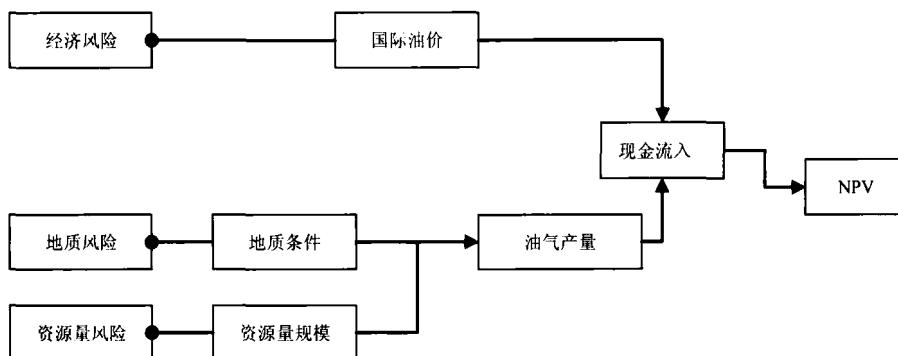 经济风险
国际油价
现金流入
NPV
地质风险
地质条件
油气产量
资源量风险
资源量规模